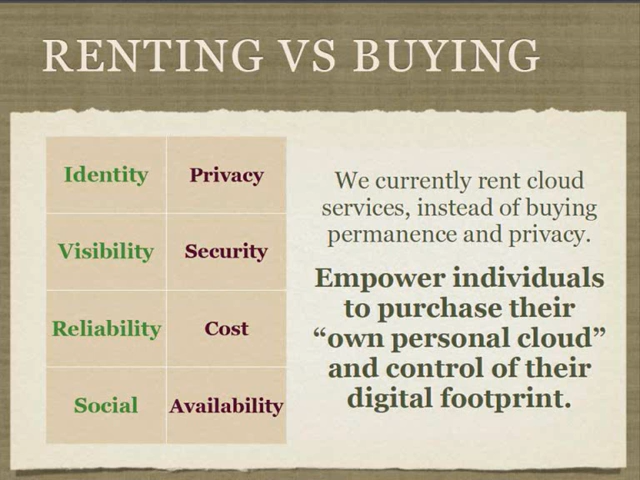 RENTING VS BUYING
Identity Privacy
Visibility Security
Reliability Cost
Social Availability
We currently rent cloud
services, instead of buying
permanence and privacy.
Empower individuals
to purchase their
“own personal cloud”
and control of their
digital footprint.